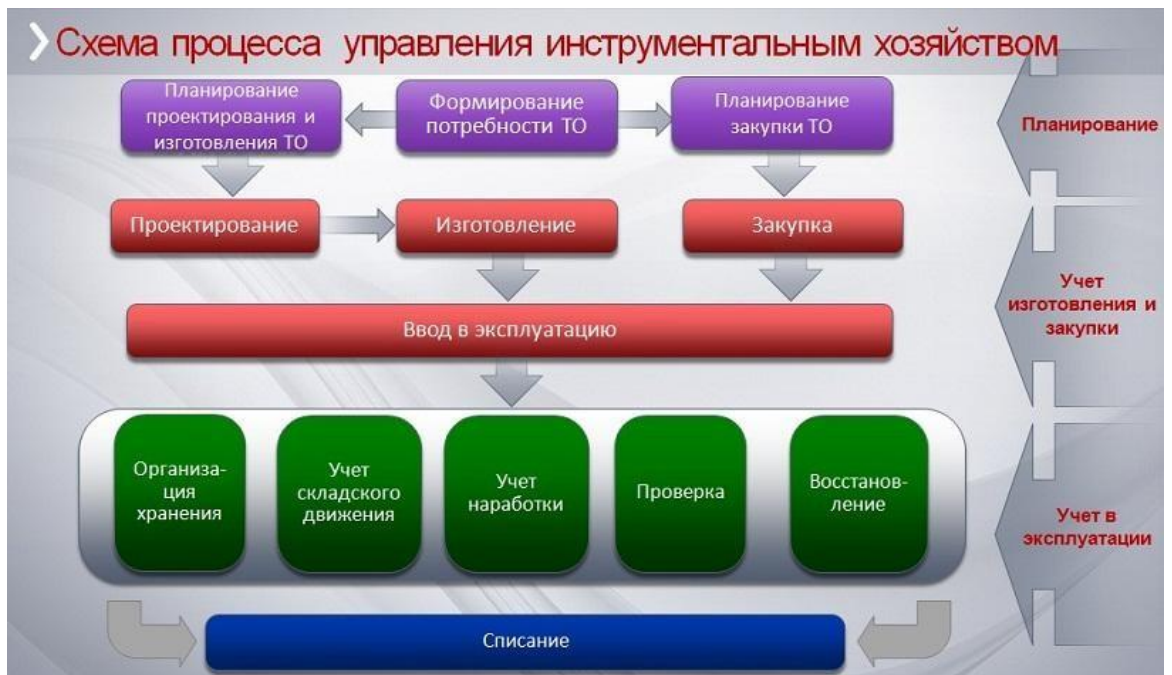 Схема процесса управления инструментальным хозяйством
Планирование
проектирования и
изготовления ТО
Формирование
потребности ТО
Планирование
закупки ТО
Планирование
Проектирование
Изготовление
Закупка
Учет
изготовления и
закупки
Ввод в эксплуатацию
Организа-
ция
хранения
Учет
складского
движения
Учет
наработки
Проверка
Восстанов-
ление
Учет в
эксплуатации
Списание